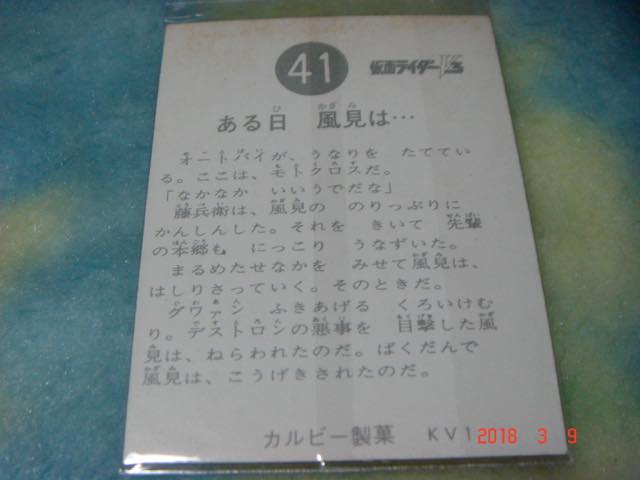 41 仮面ライダーV3
ある日 風見は…
オートバイが、うなりを たててい
る。ここは、モトクロスだ。
「なかなか いいうでだな」
藤兵衛は、風見の のりっぷりに
かんしんした。それを きいて 先輩
の本郷も にっこり うなずいた。
まるめたせなかを みせて風見は、
はしりさっていく。そのときだ。
グワァン ふきあげる くろいけむ
り。デストロンの悪事を 目撃した風
見は、ねらわれたのだ。ばくだんで
風見は、こうげきされたのだ。
カルビー製菓 KV1
2018 3 9